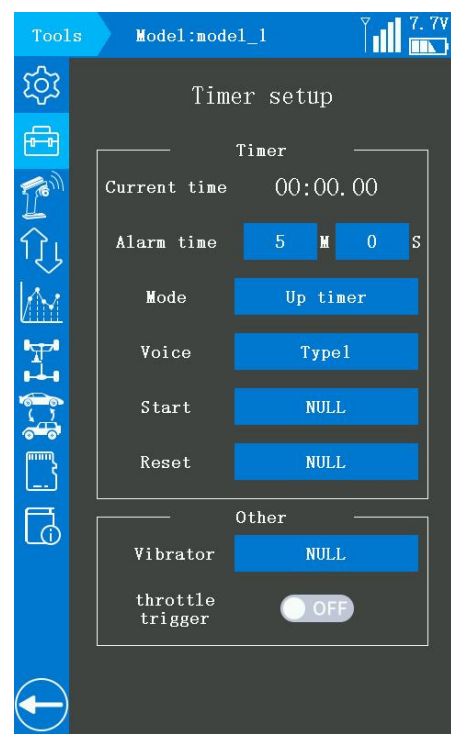 Tools Model:model_1 7.7V
Timer setup
Timer
Current time 00:00.00
Alarm time 5 M 0 S
Mode Up timer
Voice Type1
Start NULL
Reset NULL
Other
Vibrator NULL
throttle
trigger OFF